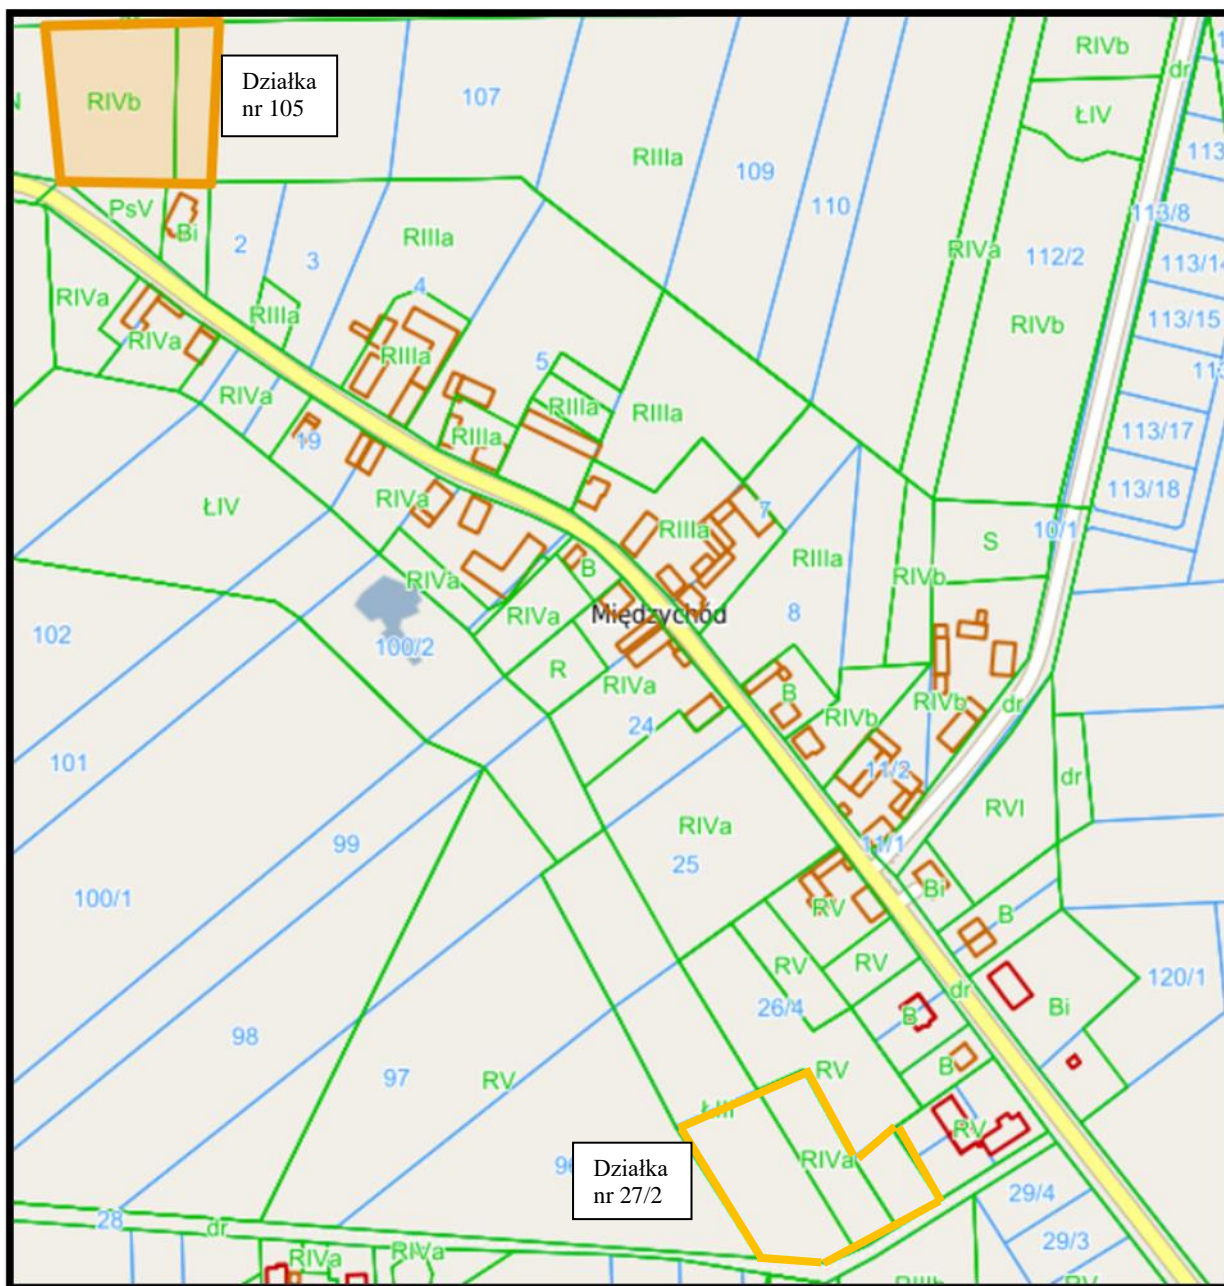 RIVb
dr
RIVb
Działka
nr 105
107
ŁIV
RIIIa
109
113
110
PsV
Bi
2
3
RIIIa
RIVa
112/2
113/8
113/14
4
RIVa
RIIIa
RIVb
113/15
RIVa
RIIIa
5
RIVa
RIIIa
RIIIa
19
RIIIa
113/17
113/18
ŁIV
RIVa
7
RIIIa
RIIIa
10/1
S
RIVa
B
RIVb
RIVa
Międzychód
8
102
100/2
R
RIVa
B
RIVb
RIVb
dr
24
101
11/2
dr
RVI
99
RIVa
11/1
25
100/1
Bi
RV
B
RV
RV
dr
120/1
26/4
B
Bi
98
B
97
RV
RV
ŁIII
RV
RIVa
Działka
nr 27/2
29/4
28
dr
29/3
RIVa
RIVa